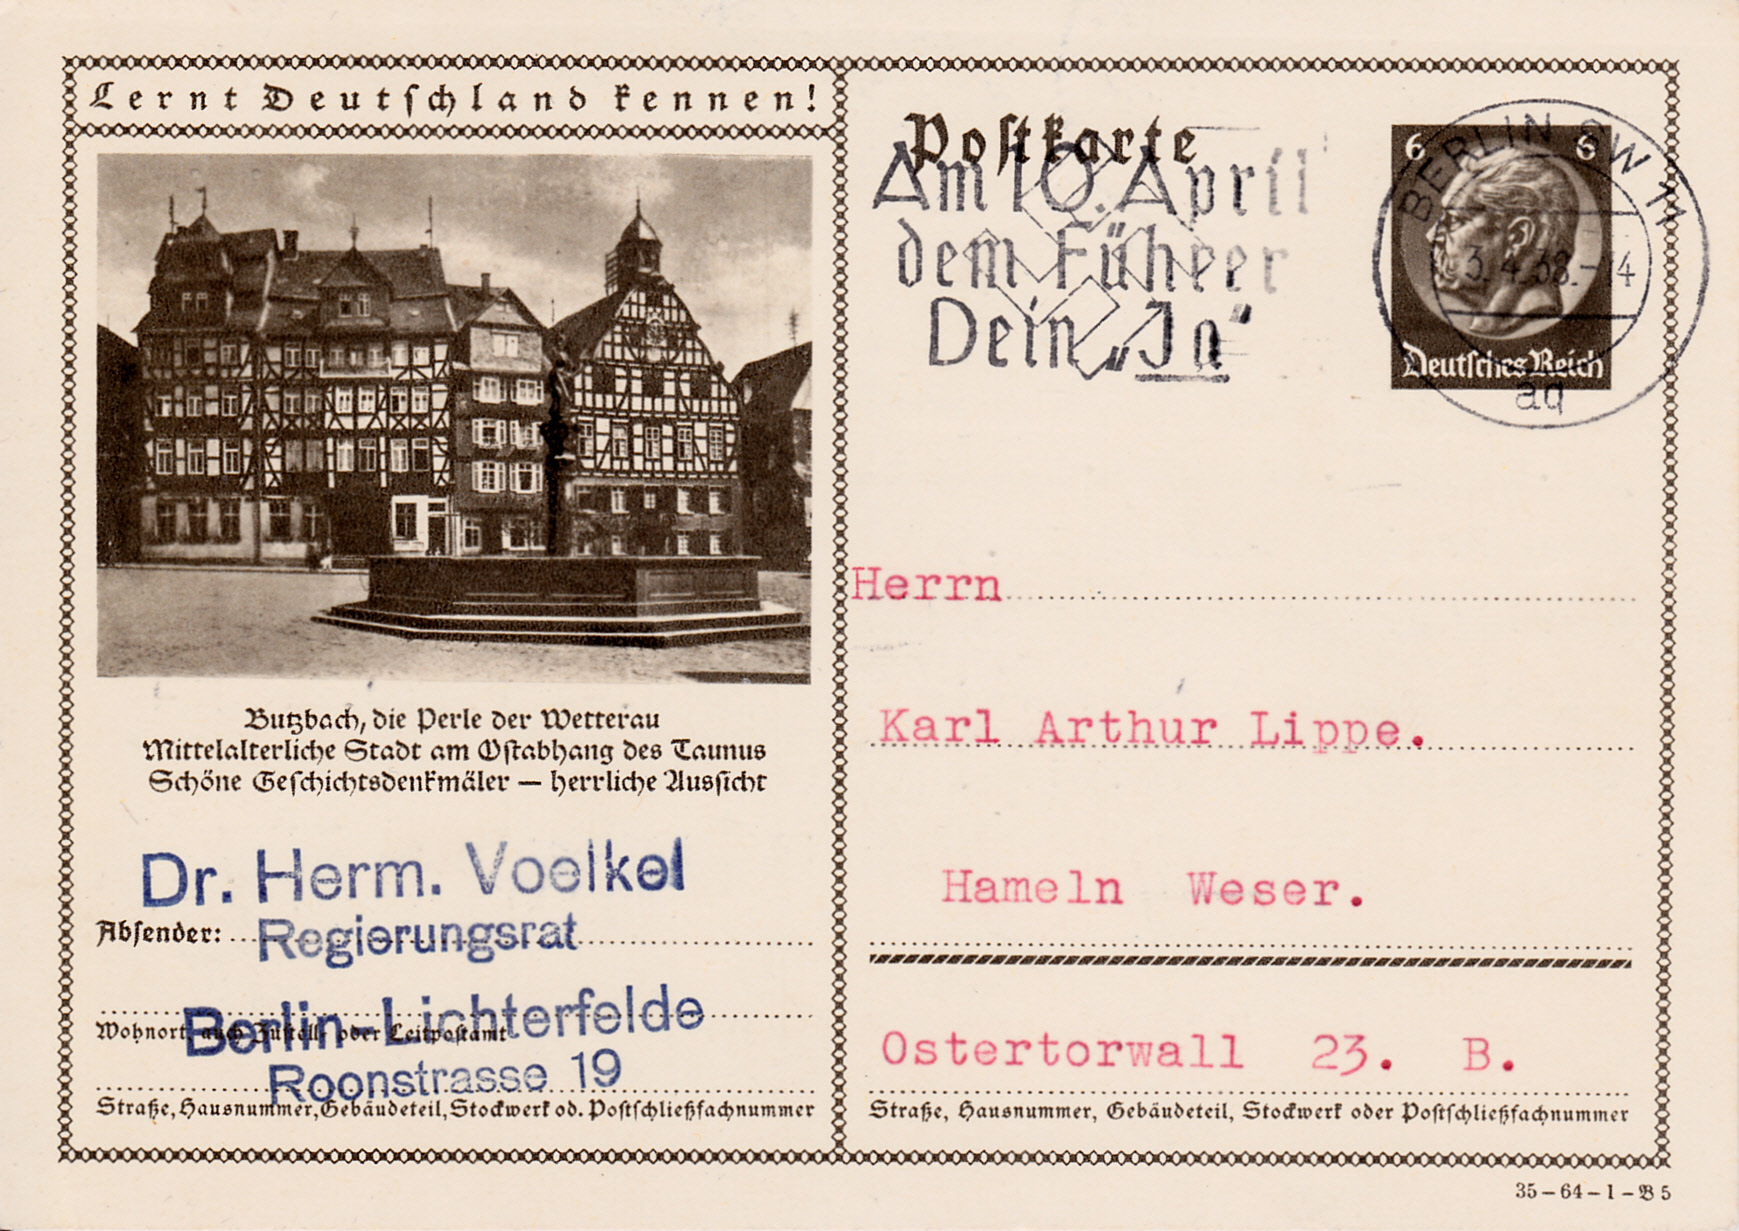 Lernt Deutschland kennen!
Butzbach, die Perle der Wetterau
Mittelalterliche Stadt am Ostabhang des Taunus
Schöne Geschichtsdenkmäler — herrliche Aussicht
Dr. Herm. Voelkel
Absender: Regierungsrat
Berlin-Lichterfelde
Wohnort, auch Zustell- oder Leitpostamt
Roonstrasse 19
Straße, Hausnummer, Gebäudeteil, Stockwerk od. Postschließfachnummer
Postkarte
Am 10. April
dem Führer
Dein „Ja“
6 6
Deutsches Reich
BERLIN SW 11
3.4.38.–14
aq
Herrn
Karl Arthur Lippe.
Hameln Weser.
Ostertorwall 23. B.
Straße, Hausnummer, Gebäudeteil, Stockwerk oder Postschließfachnummer
35–64–1–B 5